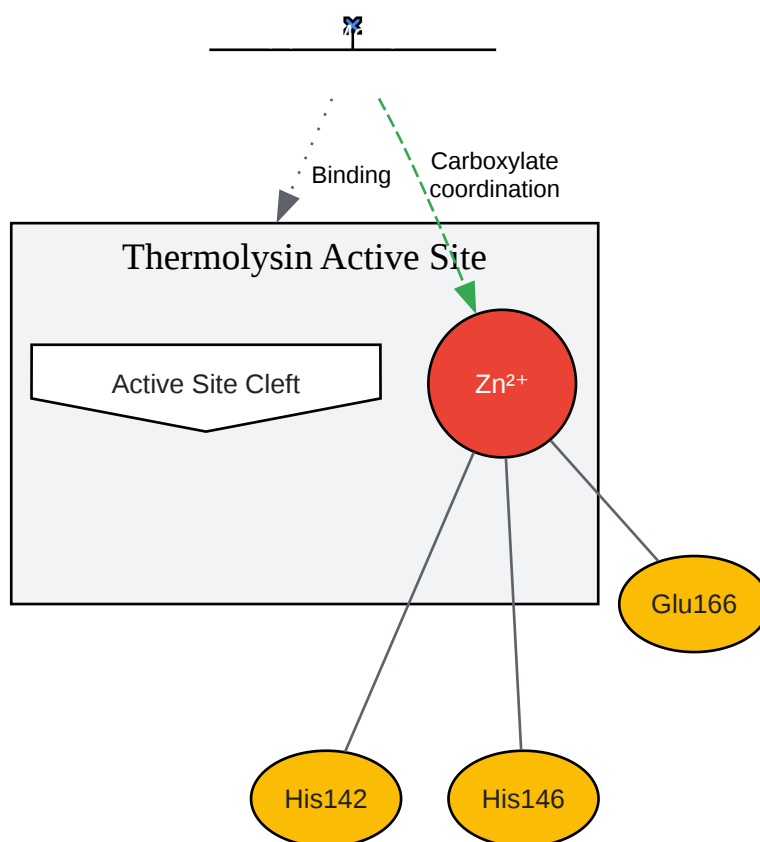 Binding
Carboxylate
coordination
Thermolysin Active Site
Active Site Cleft
Zn²⁺
Glu166
His142
His146